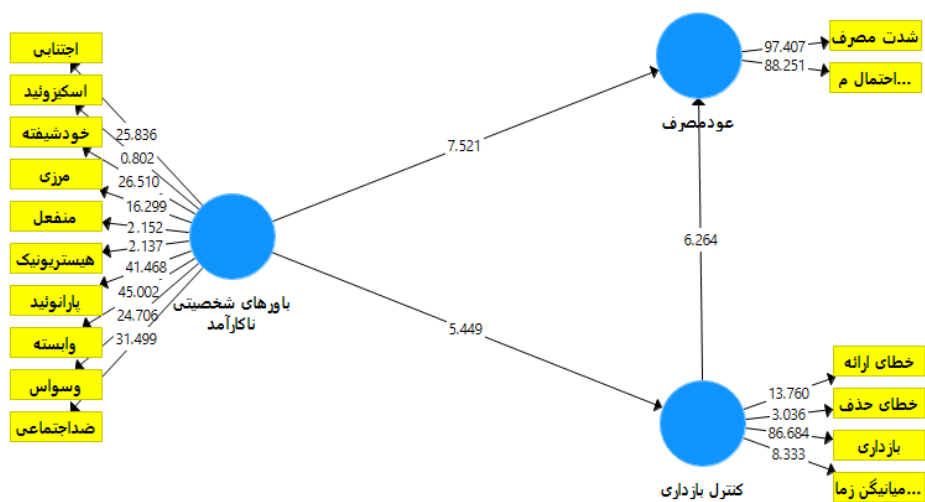 اجتنابی
اسکیزوئید
خودشیفته
مرزی
منفعل
هیستریونیک
پارانوئید
وابسته
وسواس
ضداجتماعی
25.836
0.802
26.510
16.299
2.152
2.137
41.468
45.002
24.706
31.499
باورهای شخصیتی
ناکارآمد
7.521
5.449
6.264
عودمصرف
97.407
88.251
شدت مصرف
احتمال م...
کنترل بازداری
13.760
3.036
86.684
8.333
خطای ارائه
خطای حذف
بازداری
میانیگن زما...